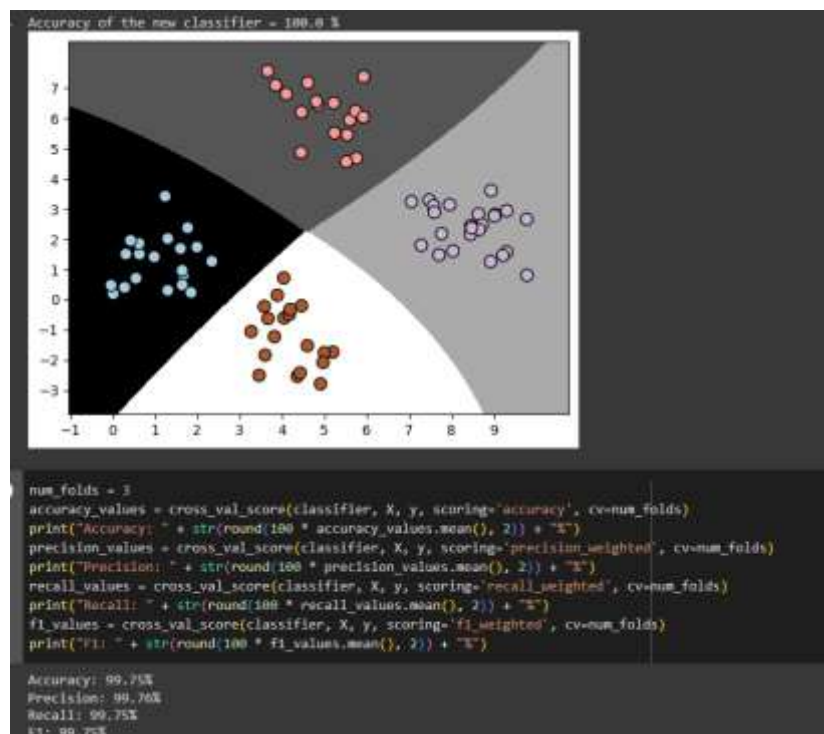 Accuracy of the new classifier = 100.0 %
7
6
5
4
3
2
1
0
−1
−2
−3
−1 0 1 2 3 4 5 6 7 8 9
num_folds = 3
accuracy_values = cross_val_score(classifier, X, y, scoring='accuracy', cv=num_folds)
print("Accuracy: " + str(round(100 * accuracy_values.mean(), 2)) + "%")
precision_values = cross_val_score(classifier, X, y, scoring='precision_weighted', cv=num_folds)
print("Precision: " + str(round(100 * precision_values.mean(), 2)) + "%")
recall_values = cross_val_score(classifier, X, y, scoring='recall_weighted', cv=num_folds)
print("Recall: " + str(round(100 * recall_values.mean(), 2)) + "%")
f1_values = cross_val_score(classifier, X, y, scoring='f1_weighted', cv=num_folds)
print("F1: " + str(round(100 * f1_values.mean(), 2)) + "%")
Accuracy: 99.75%
Precision: 99.76%
Recall: 99.75%
F1: 99.75%